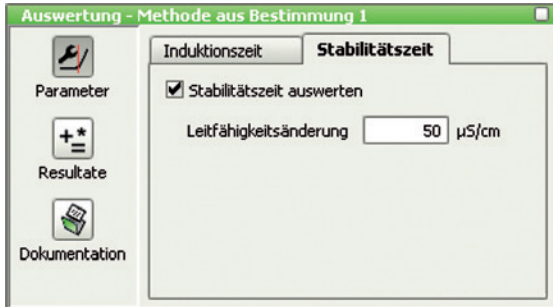 Auswertung - Methode aus Bestimmung 1
Parameter
Resultate
Dokumentation
Induktionszeit Stabilitätszeit
Stabilitätszeit auswerten
Leitfähigkeitsänderung 50 µS/cm